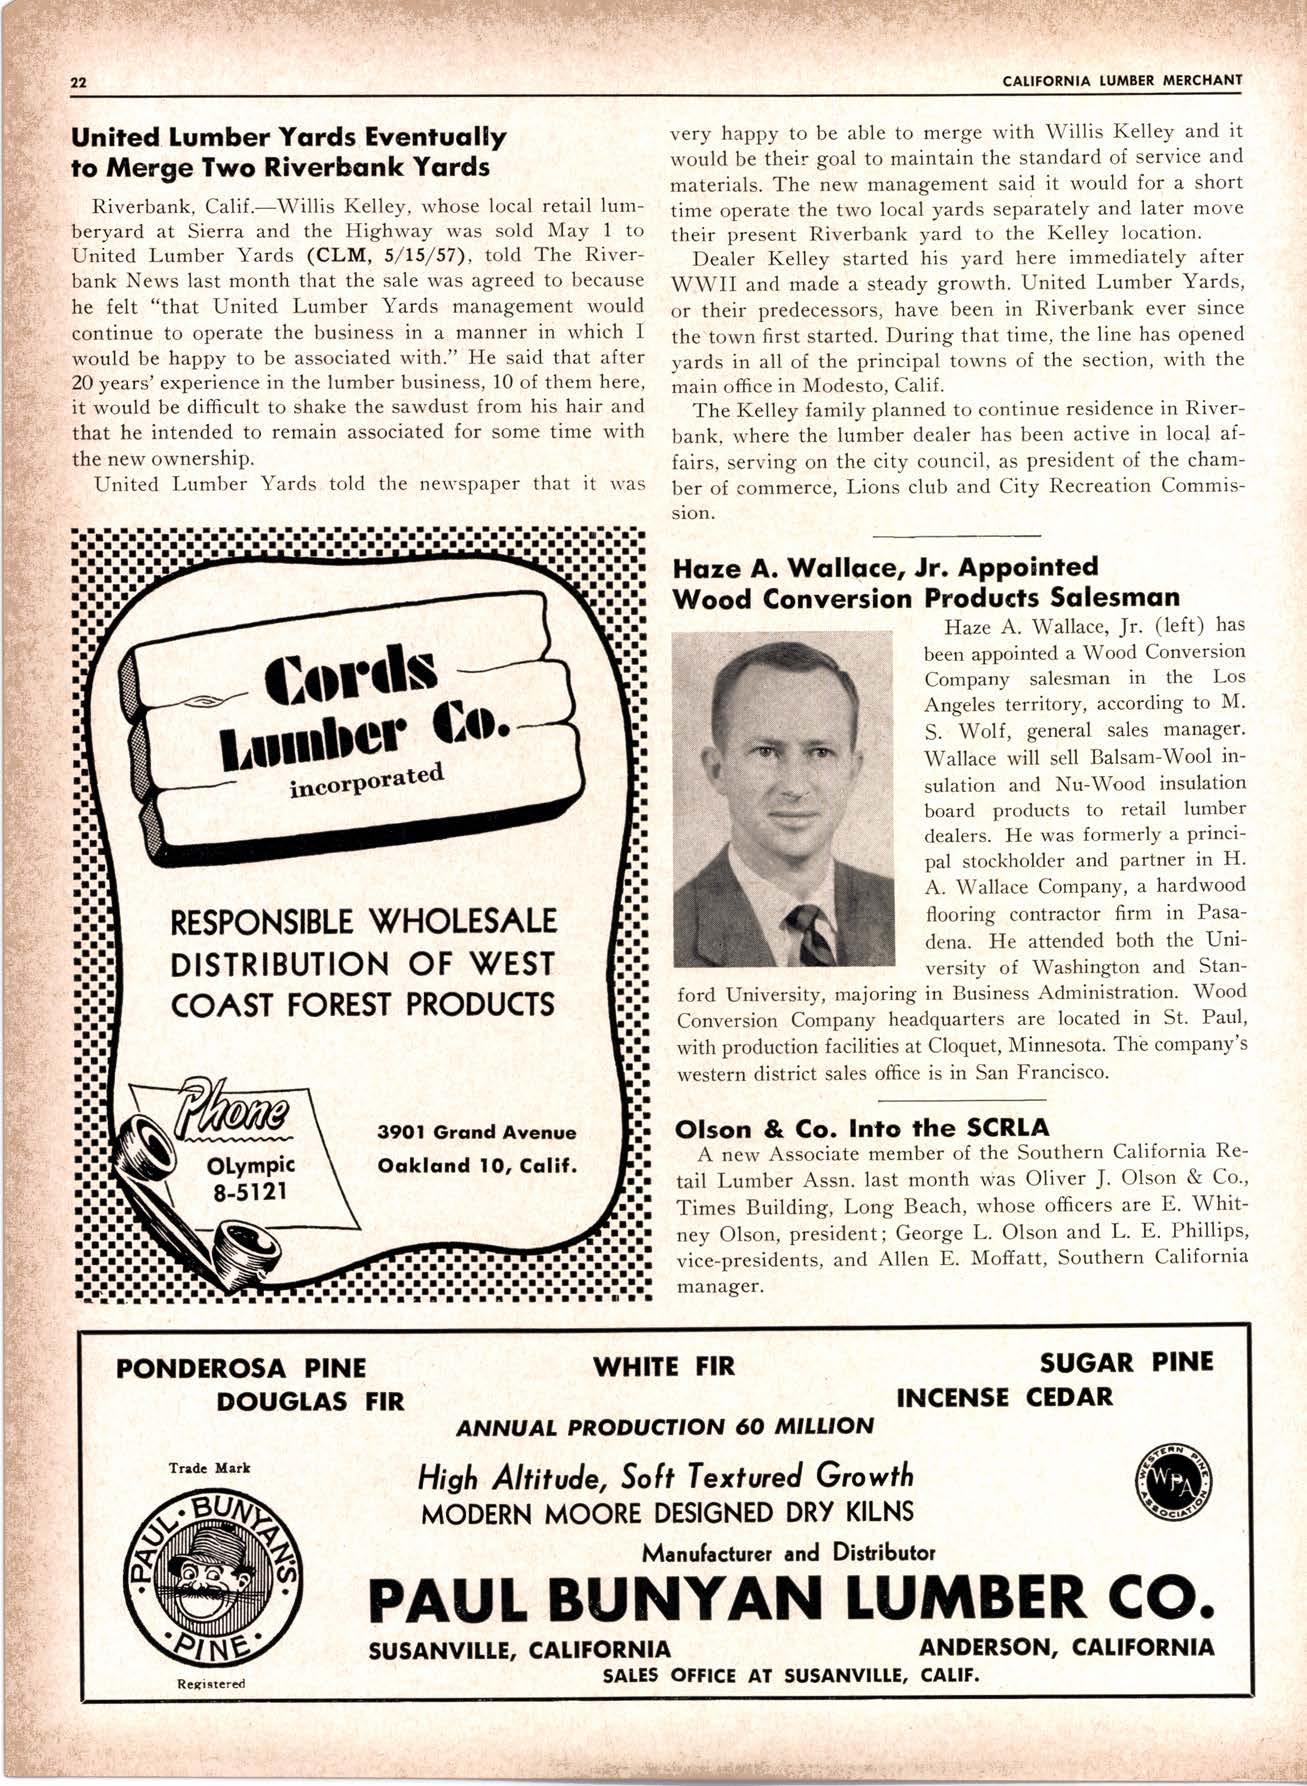 22
CALIFORNIA LUMBER MERCHANT
United Lumber Yards Eventually
to Merge Two Riverbank Yards
Riverbank, Calif.—Willis Kelley, whose local retail lum-
beryard at Sierra and the Highway was sold May 1 to
United Lumber Yards (CLM, 5/15/57), told The River-
bank News last month that the sale was agreed to because
he felt "that United Lumber Yards management would
continue to operate the business in a manner in which I
would be happy to be associated with." He said that after
20 years' experience in the lumber business, 10 of them here,
it would be difficult to shake the sawdust from his hair and
that he intended to remain associated for some time with
the new ownership.
United Lumber Yards told the newspaper that it was
very happy to be able to merge with Willis Kelley and it
would be their goal to maintain the standard of service and
materials. The new management said it would for a short
time operate the two local yards separately and later move
their present Riverbank yard to the Kelley location.
Dealer Kelley started his yard here immediately after
WWII and made a steady growth. United Lumber Yards,
or their predecessors, have been in Riverbank ever since
the town first started. During that time, the line has opened
yards in all of the principal towns of the section, with the
main office in Modesto, Calif.
The Kelley family planned to continue residence in River-
bank, where the lumber dealer has been active in local af-
fairs, serving on the city council, as president of the cham-
ber of commerce, Lions club and City Recreation Commis-
sion.
Cords
Lumber Co.
incorporated
RESPONSIBLE WHOLESALE
DISTRIBUTION OF WEST
COAST FOREST PRODUCTS
Phone
OLympic
8-5121
3901 Grand Avenue
Oakland 10, Calif.
Haze A. Wallace, Jr. Appointed
Wood Conversion Products Salesman
Haze A. Wallace, Jr. (left) has
been appointed a Wood Conversion
Company salesman in the Los
Angeles territory, according to M.
S. Wolf, general sales manager.
Wallace will sell Balsam-Wool in-
sulation and Nu-Wood insulation
board products to retail lumber
dealers. He was formerly a princi-
pal stockholder and partner in H.
A. Wallace Company, a hardwood
flooring contractor firm in Pasa-
dena. He attended both the Uni-
versity of Washington and Stan-
ford University, majoring in Business Administration. Wood
Conversion Company headquarters are located in St. Paul,
with production facilities at Cloquet, Minnesota. The company's
western district sales office is in San Francisco.
Olson & Co. Into the SCRLA
A new Associate member of the Southern California Re-
tail Lumber Assn. last month was Oliver J. Olson & Co.,
Times Building, Long Beach, whose officers are E. Whit-
ney Olson, president; George L. Olson and L. E. Phillips,
vice-presidents, and Allen E. Moffatt, Southern California
manager.
PONDEROSA PINE
WHITE FIR
SUGAR PINE
DOUGLAS FIR
INCENSE CEDAR
ANNUAL PRODUCTION 60 MILLION
Trade Mark
PAUL • BUNYAN'S
• PINE •
Registered
High Altitude, Soft Textured Growth
MODERN MOORE DESIGNED DRY KILNS
WESTERN PINE
WPA
ASSOCIATION
Manufacturer and Distributor
PAUL BUNYAN LUMBER CO.
SUSANVILLE, CALIFORNIA
ANDERSON, CALIFORNIA
SALES OFFICE AT SUSANVILLE, CALIF.